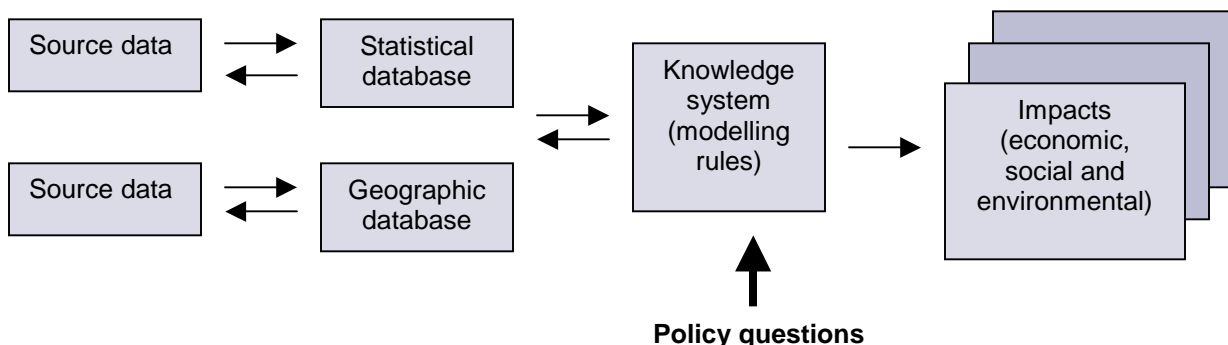 Source data
Statistical
database
Source data
Geographic
database
Knowledge
system
(modelling
rules)
Impacts
(economic,
social and
environmental)
Policy questions